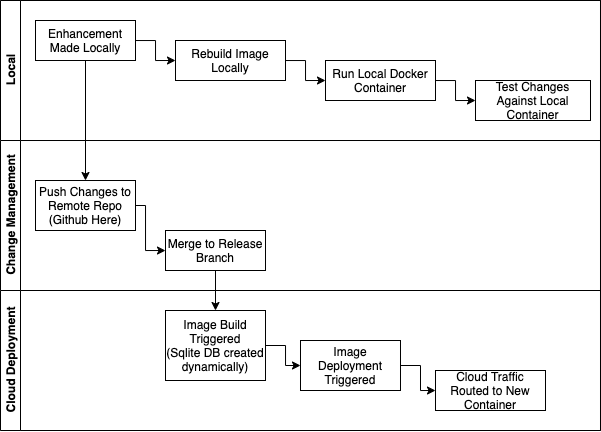 Local
Enhancement
Made Locally
Rebuild Image
Locally
Run Local Docker
Container
Test Changes
Against Local
Container
Change Management
Push Changes to
Remote Repo
(Github Here)
Merge to Release
Branch
Cloud Deployment
Image Build
Triggered
(Sqlite DB created
dynamically)
Image
Deployment
Triggered
Cloud Traffic
Routed to New
Container